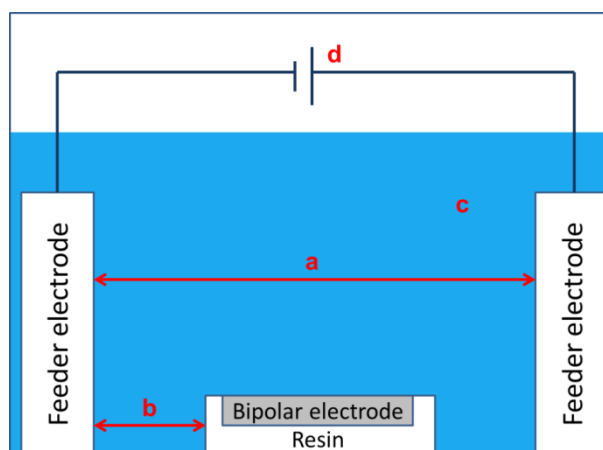 d
c
a
Feeder electrode
Feeder electrode
b
Bipolar electrode
Resin